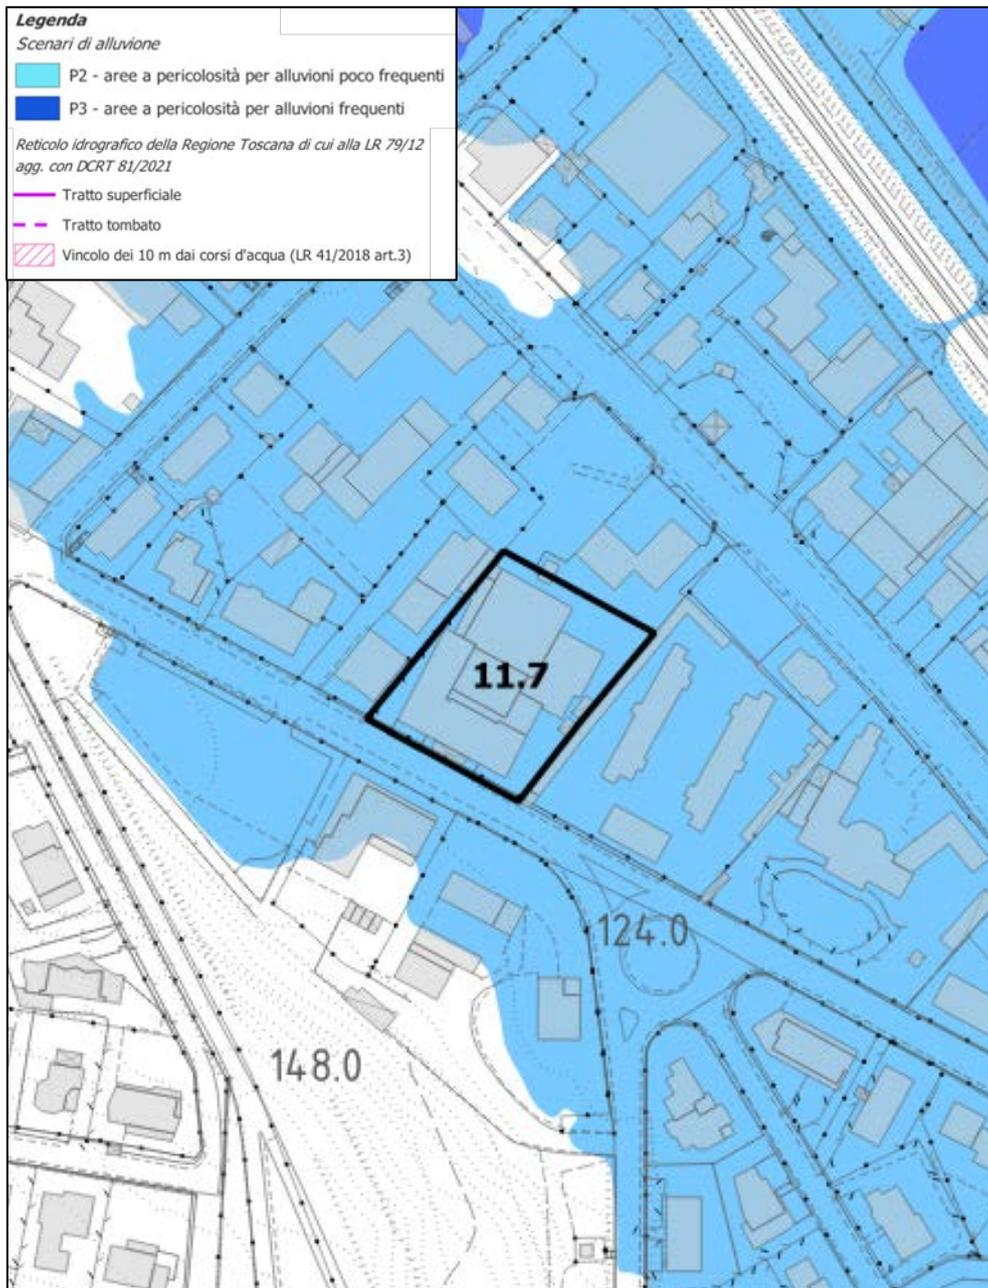 Legenda
Scenari di alluvione
P2 - aree a pericolosità per alluvioni poco frequenti
P3 - aree a pericolosità per alluvioni frequenti
Reticolo idrografico della Regione Toscana di cui alla LR 79/12
agg. con DCRT 81/2021
Tratto superficiale
Tratto tombato
Vincolo dei 10 m dai corsi d'acqua (LR 41/2018 art.3)
11.7
124.0
148.0